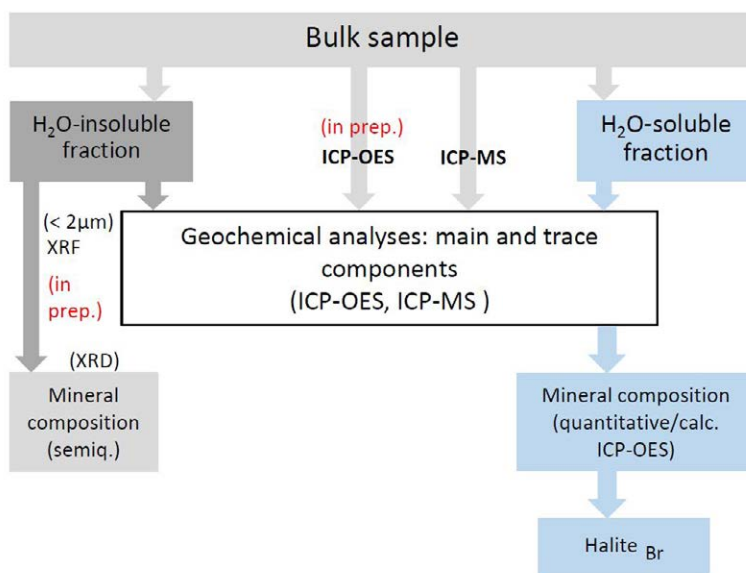 Bulk sample
H₂O-insoluble
fraction
(in prep.)
ICP-OES
ICP-MS
H₂O-soluble
fraction
(< 2µm)
XRF
(in
prep.)
(XRD)
Geochemical analyses: main and trace
components
(ICP-OES, ICP-MS )
Mineral
composition
(semiq.)
Mineral composition
(quantitative/calc.
ICP-OES)
Halite Br